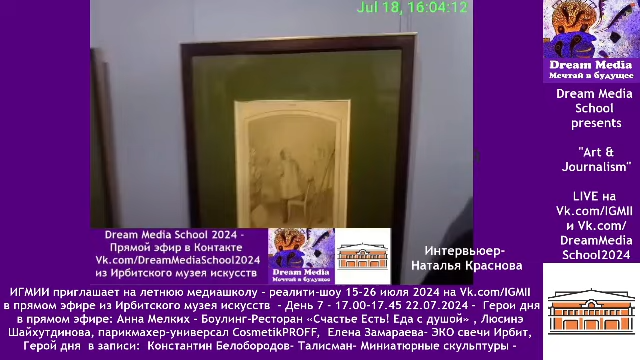 Jul 18, 16:04:12
Dream Media
Мечтай в будущее
Dream Media
School
presents
"Art &
Journalism"
LIVE на
Vk.com/IGMII
и Vk.com/
DreamMedia
School2024
Dream Media School 2024 -
Прямой эфир в Контакте
Vk.com/DreamMediaSchool2024
из Ирбитского музея искусств
Dream Media
Мечтай в будущее
Интервьюер-
Наталья Краснова
ИГМИИ приглашает на летнюю медиашколу - реалити-шоу 15-26 июля 2024 на Vk.com/IGMII
в прямом эфире из Ирбитского музея искусств - День 7 - 17.00-17.45 22.07.2024 - Герои дня
в прямом эфире: Анна Мелких - Боулинг-Ресторан «Счастье Есть! Еда с душой» , Люсинэ
Шайхутдинова, парикмахер-универсал CosmetikPROFF, Елена Замараева- ЭКО свечи Ирбит,
Герой дня в записи: Константин Белобородов- Талисман- Миниатюрные скульптуры -